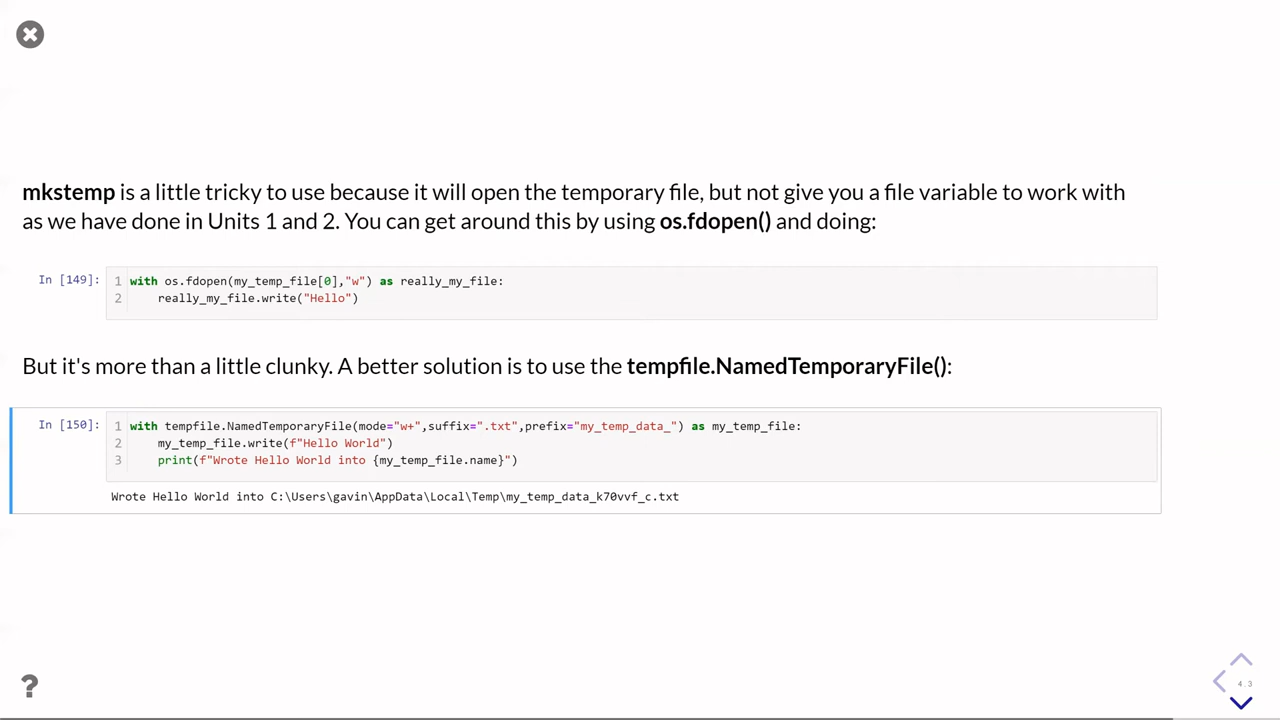 mkstemp is a little tricky to use because it will open the temporary file, but not give you a file variable to work with
as we have done in Units 1 and 2. You can get around this by using os.fdopen() and doing:
In [149]: 1 with os.fdopen(my_temp_file[0],"w") as really_my_file:
2     really_my_file.write("Hello")
But it's more than a little clunky. A better solution is to use the tempfile.NamedTemporaryFile():
In [150]: 1 with tempfile.NamedTemporaryFile(mode="w+",suffix=".txt",prefix="my_temp_data_") as my_temp_file:
2     my_temp_file.write(f"Hello World")
3     print(f"Wrote Hello World into {my_temp_file.name}")
Wrote Hello World into C:\Users\gavin\AppData\Local\Temp\my_temp_data_k70vvf_c.txt
?
4.3